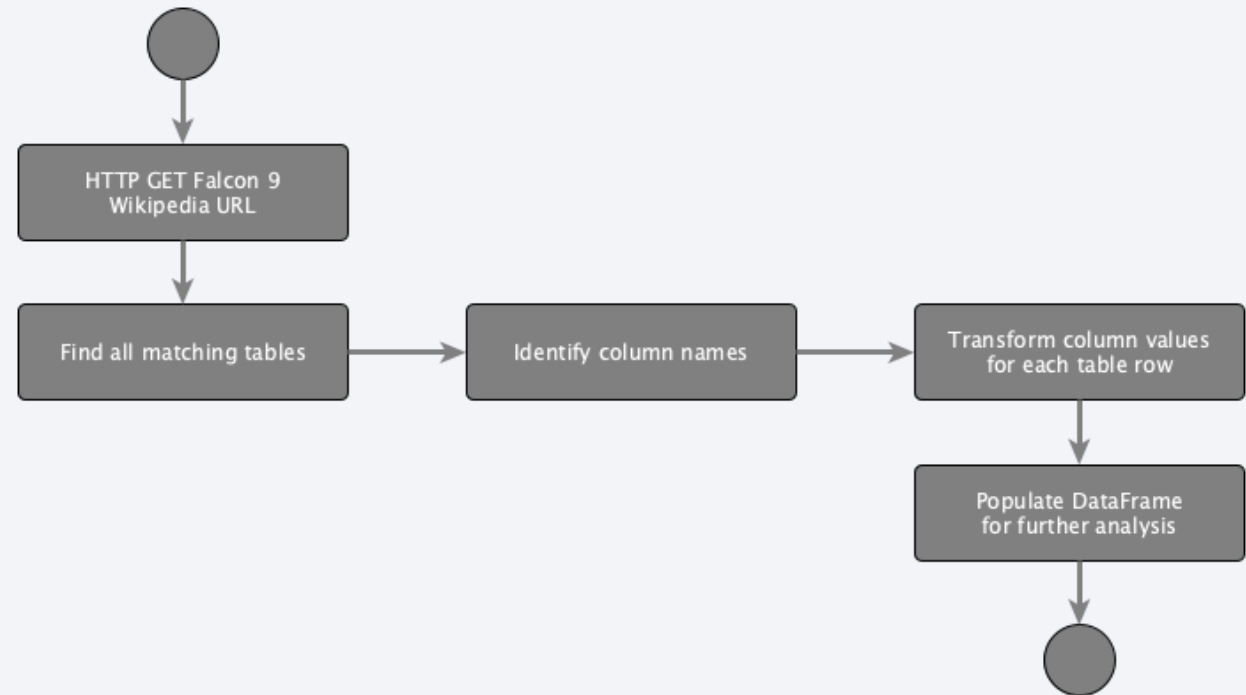 HTTP GET Falcon 9
Wikipedia URL
Find all matching tables
Identify column names
Transform column values
for each table row
Populate DataFrame
for further analysis